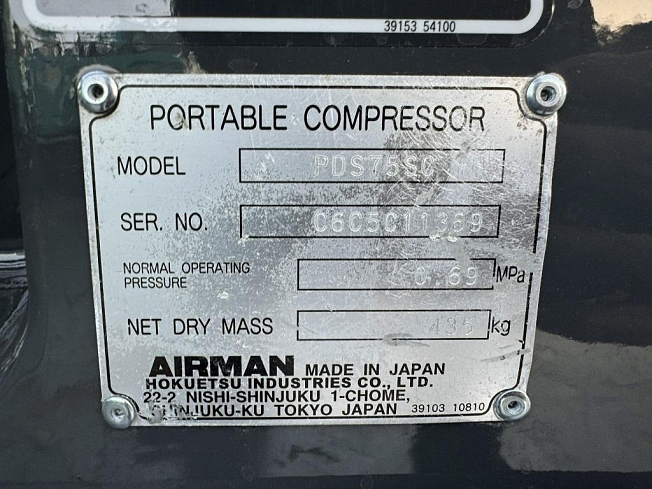 39153 54100
PORTABLE COMPRESSOR
MODEL PDS75SC
SER. NO. C6C5C11369
NORMAL OPERATING
PRESSURE 0.69 MPa
NET DRY MASS 435 kg
AIRMAN MADE IN JAPAN
HOKUETSU INDUSTRIES CO., LTD.
22-2 NISHI-SHINJUKU 1-CHOME,
SHINJUKU-KU TOKYO JAPAN 39103 10810